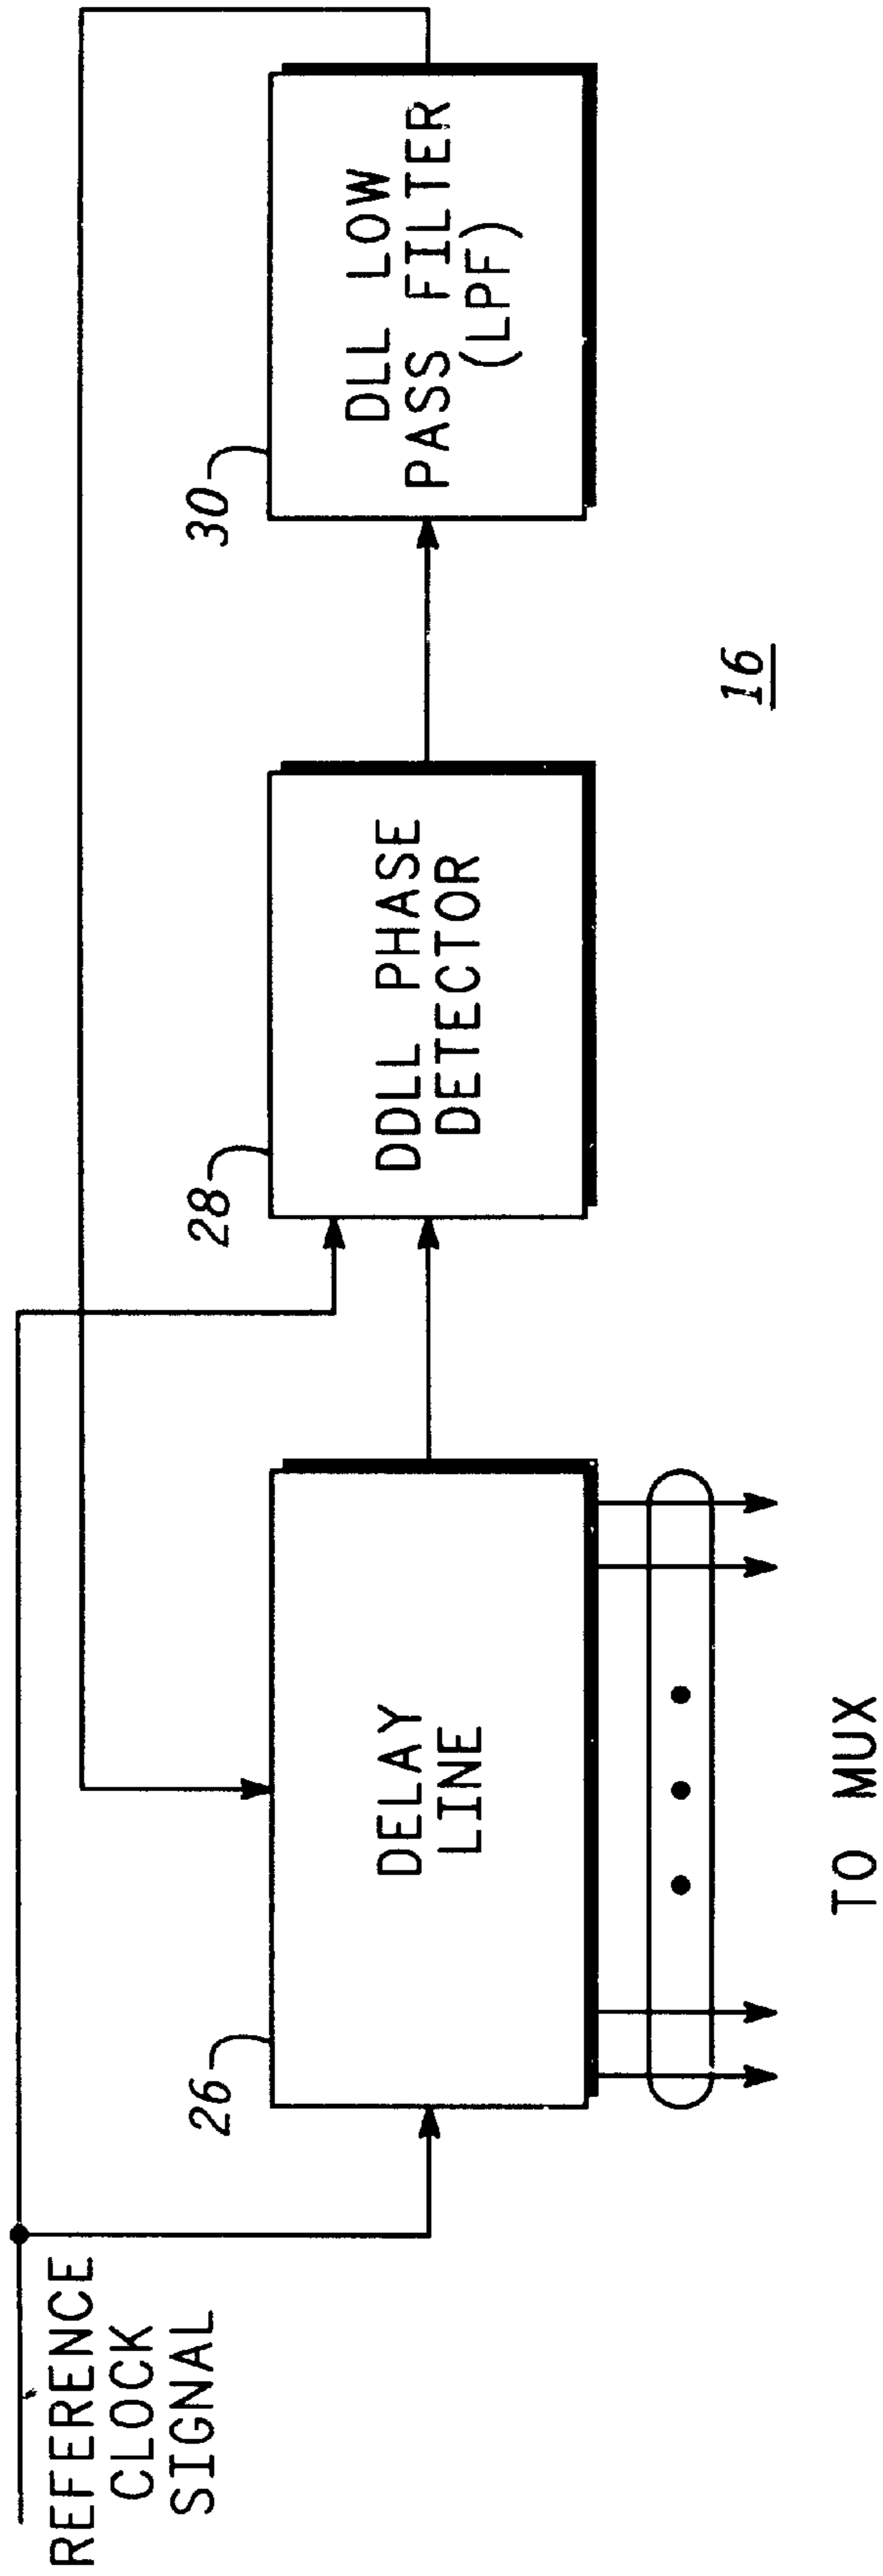 REFERENCE
CLOCK
SIGNAL
26
DELAY
LINE
TO MUX
28
DDLL PHASE
DETECTOR
30
DLL LOW
PASS FILTER
(LPF)
16